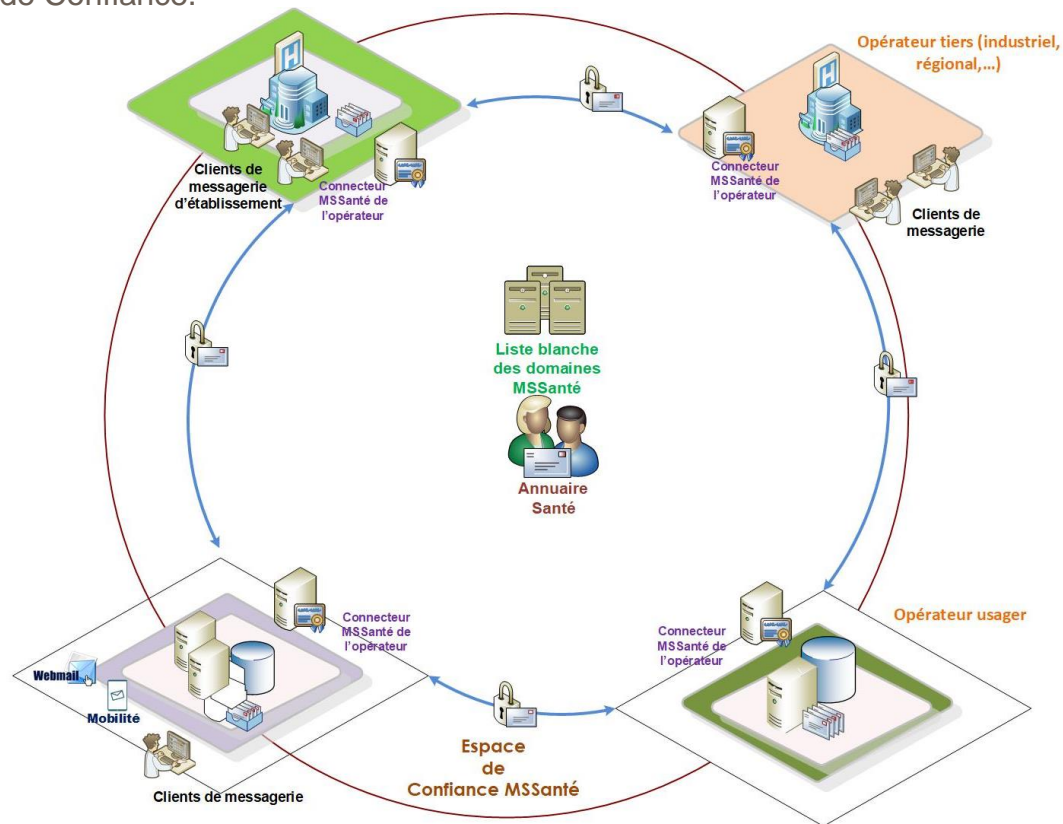 de Confiance.
Opérateur tiers (industriel,
régional,...)
Clients de
messagerie
d'établissement
Connecteur
MSSanté de
l'opérateur
Connecteur
MSSanté de
l'opérateur
Clients de
messagerie
Liste blanche
des domaines
MSSanté
Annuaire
Santé
Connecteur
MSSanté de
l'opérateur
Webmail
Mobilité
Clients de messagerie
Connecteur
MSSanté de
l'opérateur
Opérateur usager
Espace
de
Confiance MSSanté